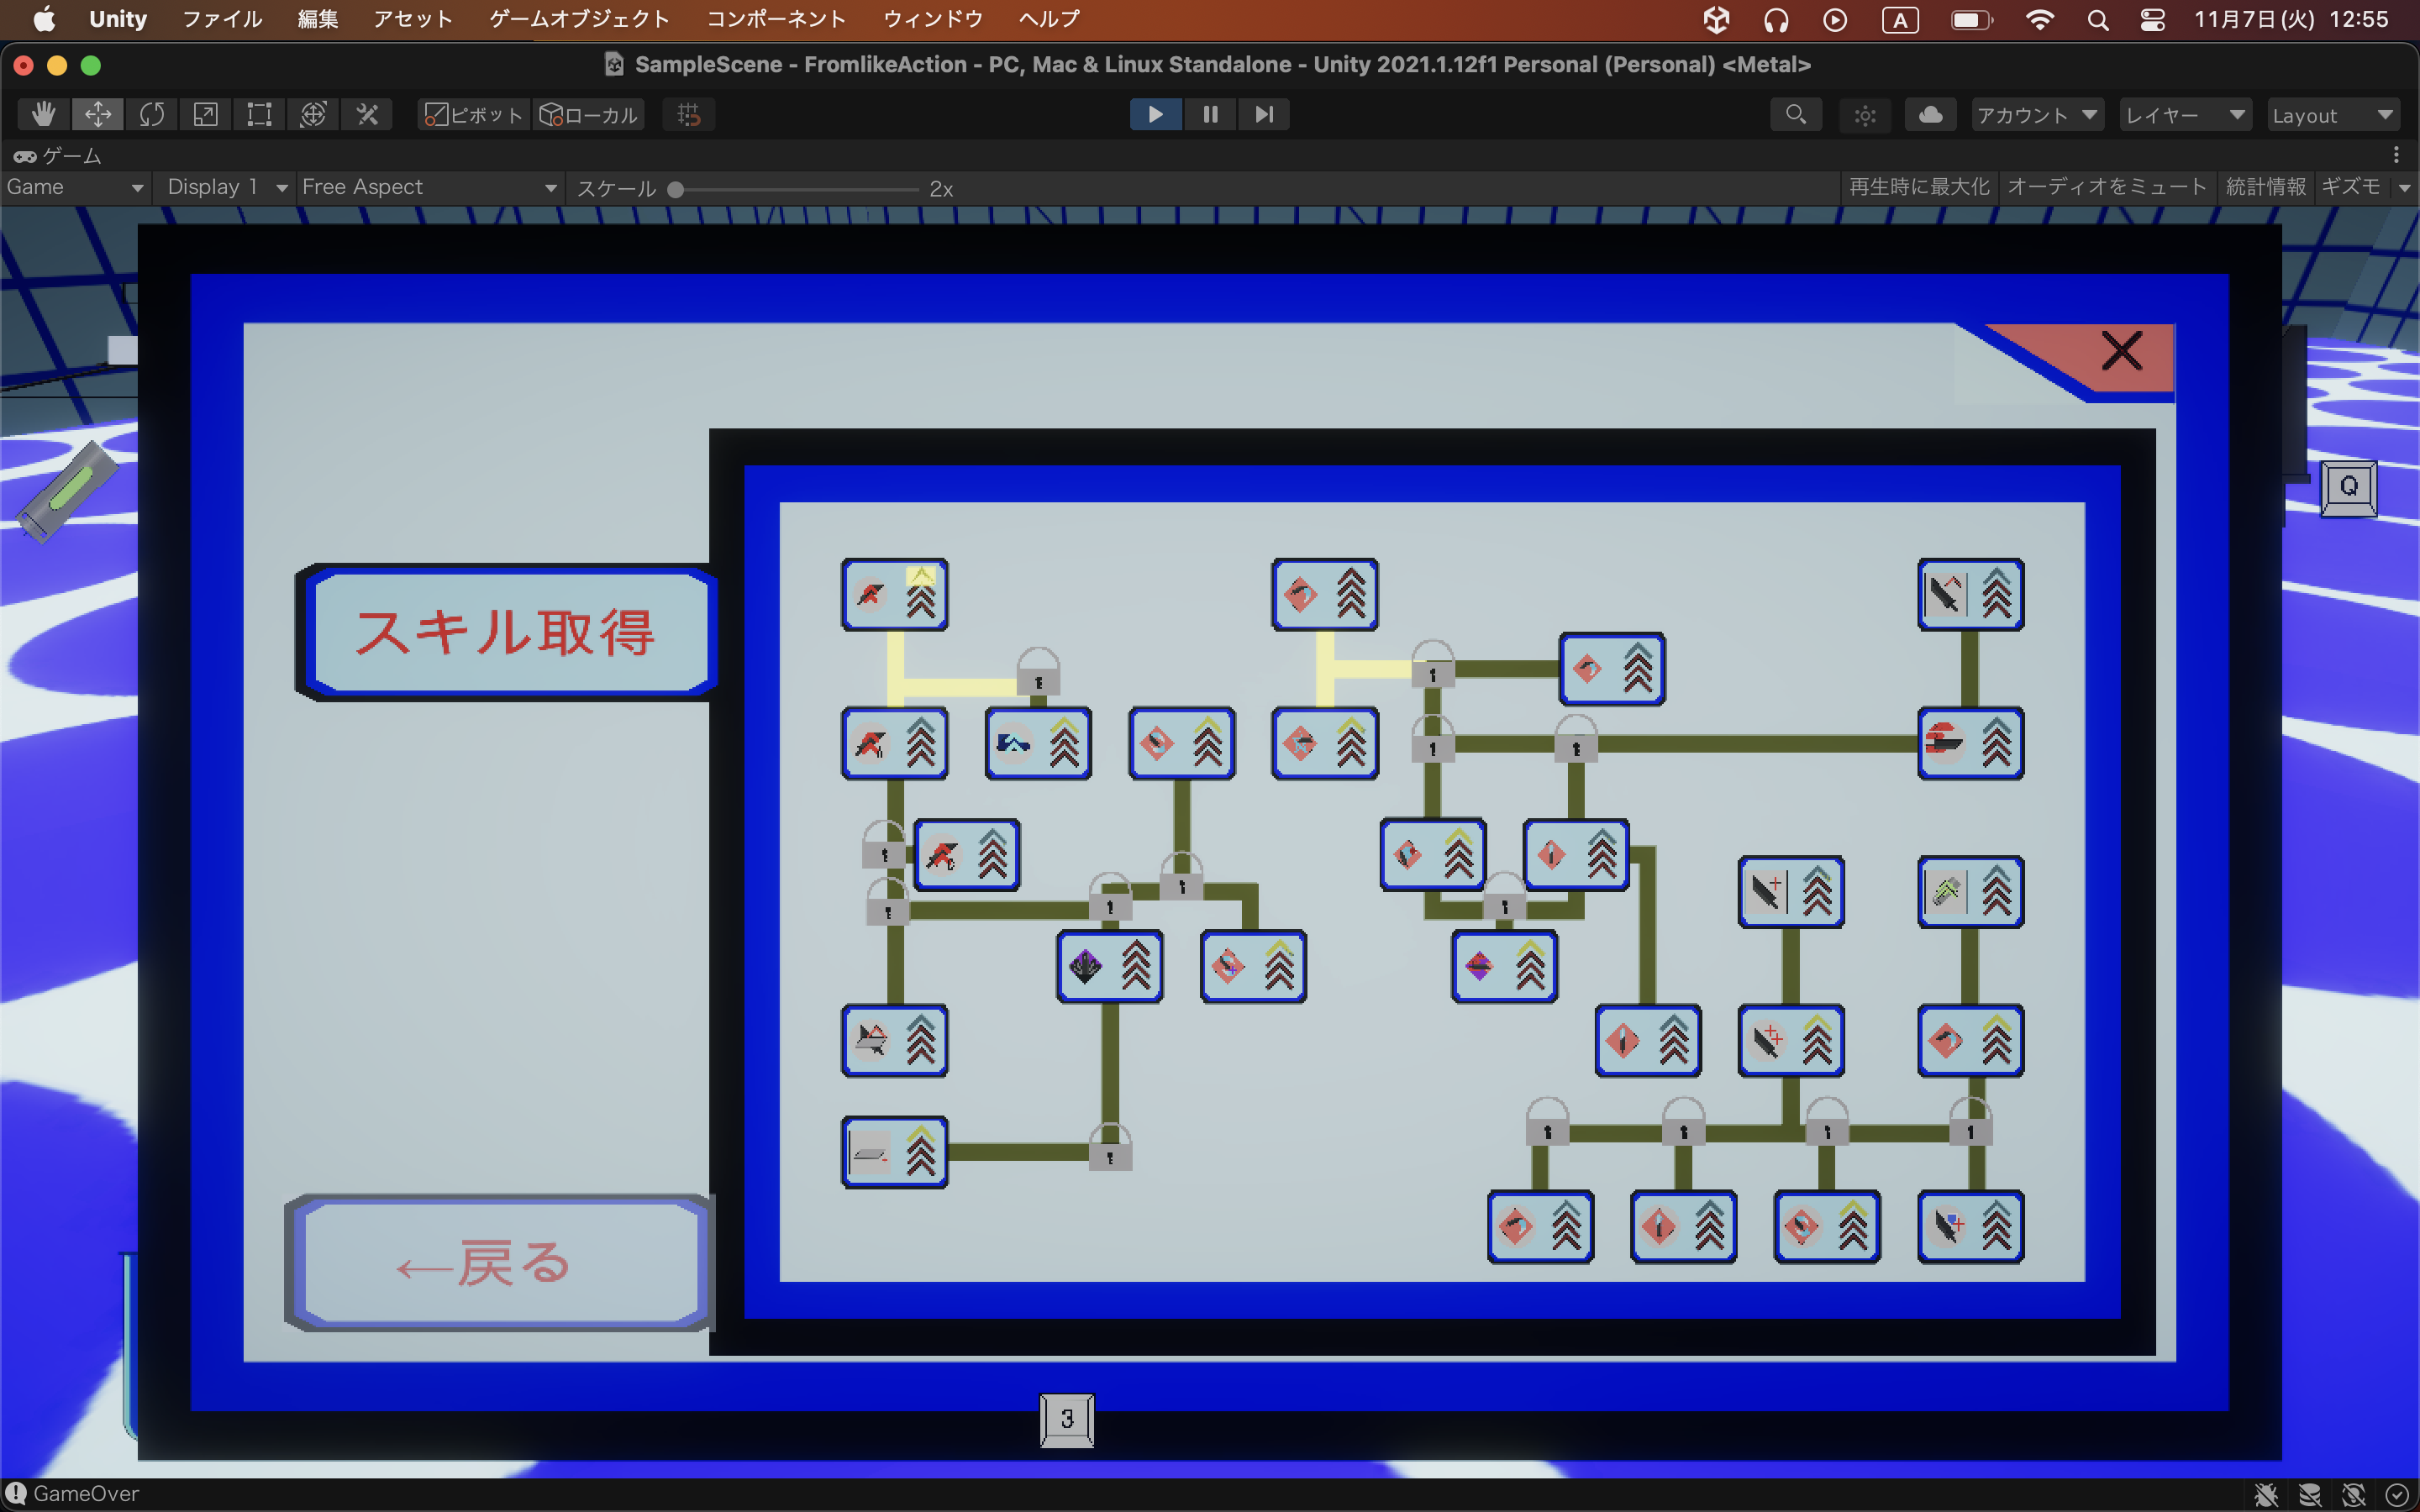 Unity ファイル 編集 アセット ゲームオブジェクト コンポーネント ウィンドウ ヘルプ A 11月7日(火) 12:55
SampleScene - FromlikeAction - PC, Mac & Linux Standalone - Unity 2021.1.12f1 Personal (Personal) <Metal>
ピボット ローカル アカウント レイヤー Layout
ゲーム
Game Display 1 Free Aspect スケール 2x 再生時に最大化 オーディオをミュート 統計情報 ギズモ
Q
スキル取得
←戻る
3
GameOver